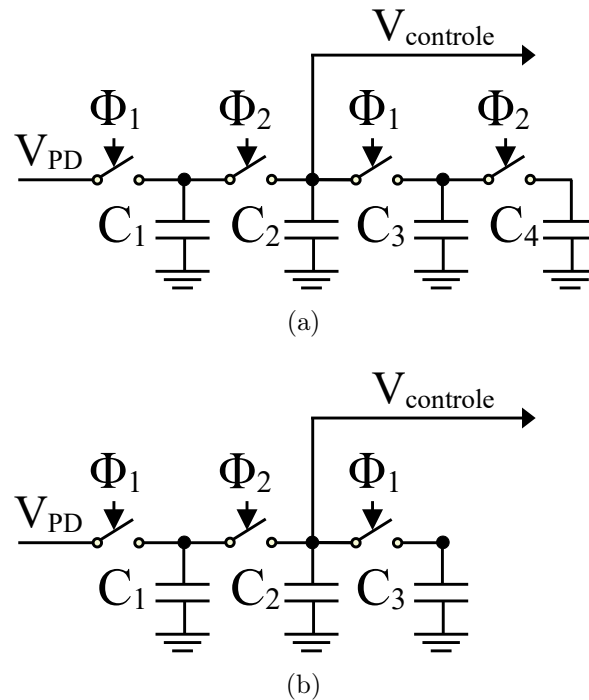 V_controle
Φ1 Φ2 Φ1 Φ2
V_PD
C1 C2 C3 C4
(a)
V_controle
Φ1 Φ2 Φ1
V_PD
C1 C2 C3
(b)